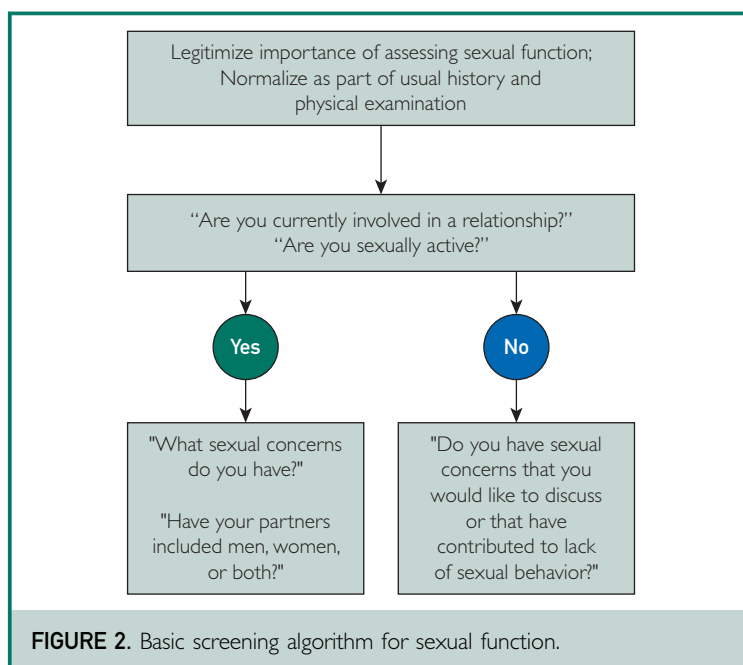 Legitimize importance of assessing sexual function;
Normalize as part of usual history and
physical examination
“Are you currently involved in a relationship?”
“Are you sexually active?”
Yes
No
"What sexual concerns
do you have?"
"Have your partners
included men, women,
or both?"
"Do you have sexual
concerns that you
would like to discuss
or that have
contributed to lack
of sexual behavior?"
FIGURE 2. Basic screening algorithm for sexual function.